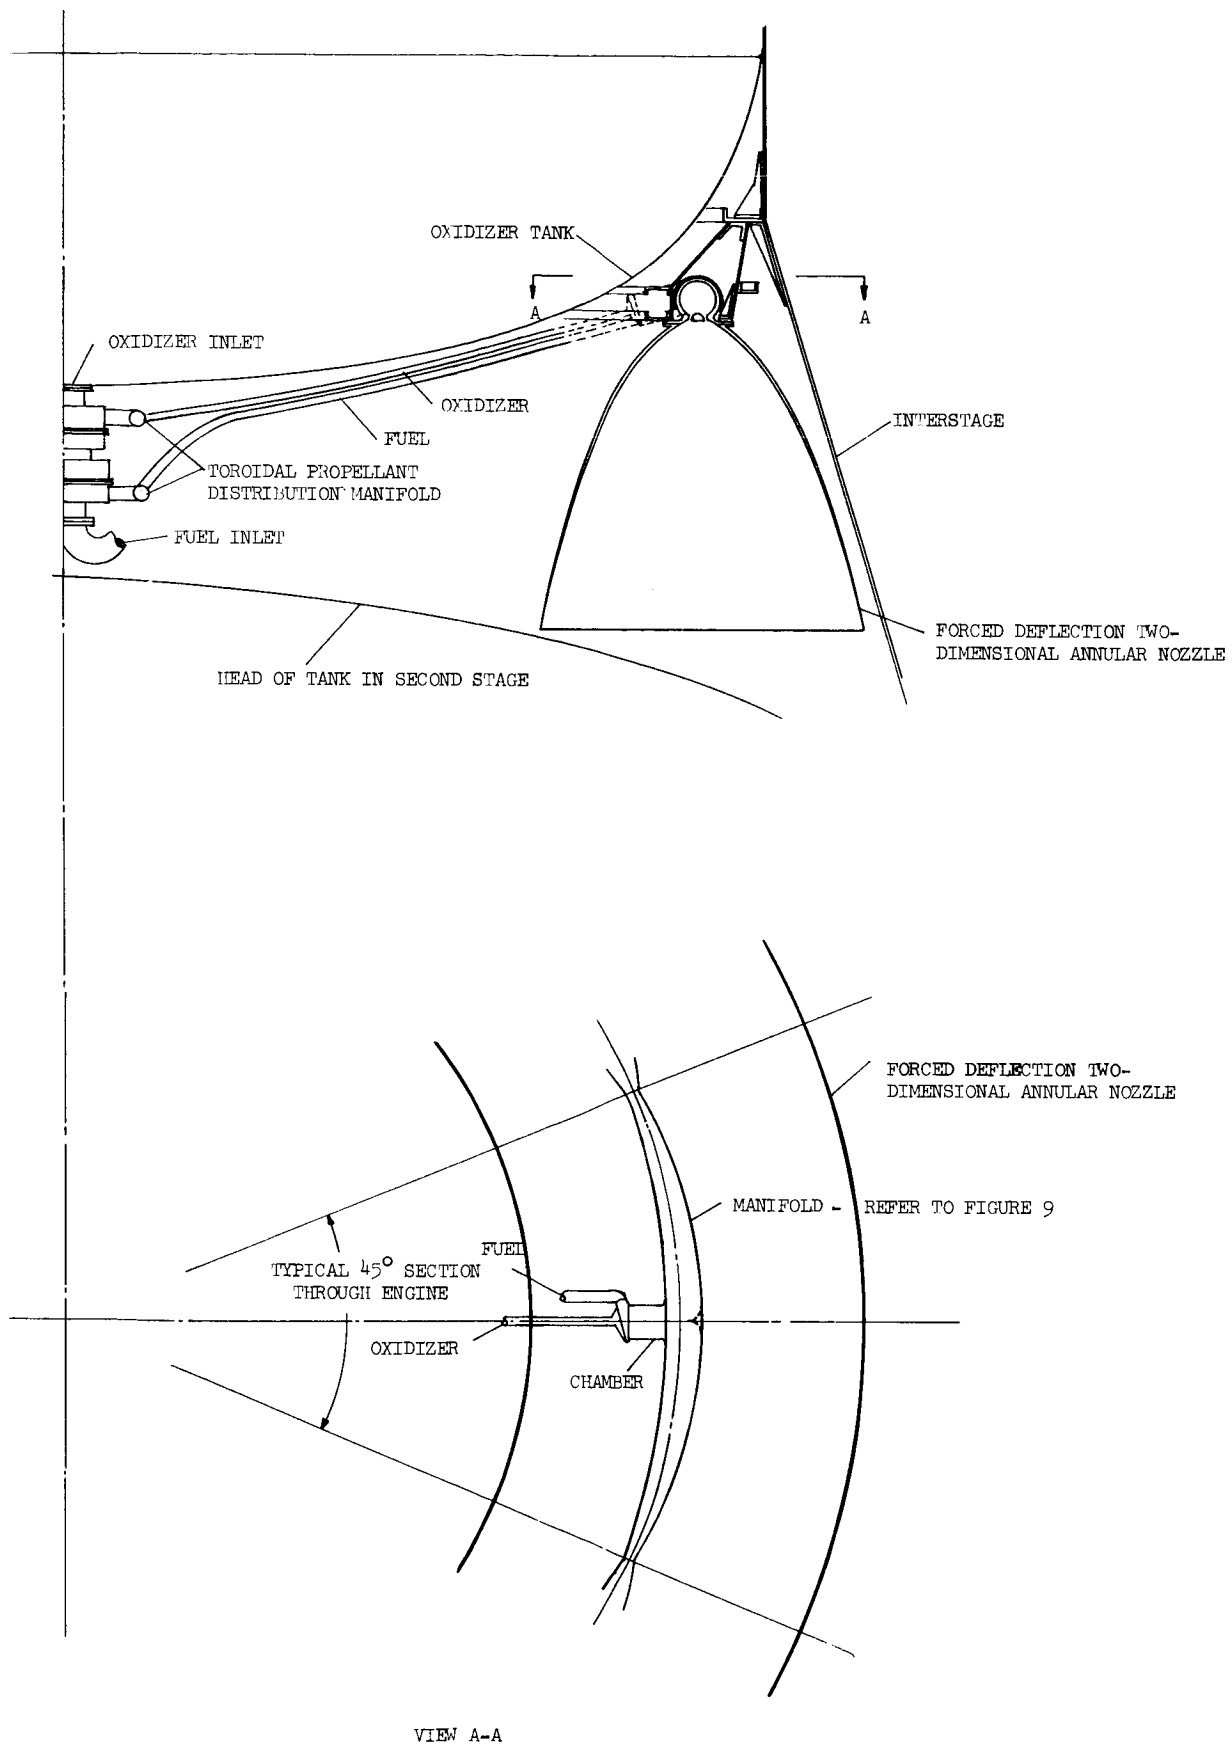 OXIDIZER TANK
A
A
OXIDIZER INLET
OXIDIZER
FUEL
INTERSTAGE
TOROIDAL PROPELLANT
DISTRIBUTION MANIFOLD
FUEL INLET
FORCED DEFLECTION TWO-
DIMENSIONAL ANNULAR NOZZLE
HEAD OF TANK IN SECOND STAGE
FORCED DEFLECTION TWO-
DIMENSIONAL ANNULAR NOZZLE
MANIFOLD - REFER TO FIGURE 9
FUEL
TYPICAL 45° SECTION
THROUGH ENGINE
OXIDIZER
CHAMBER
VIEW A-A